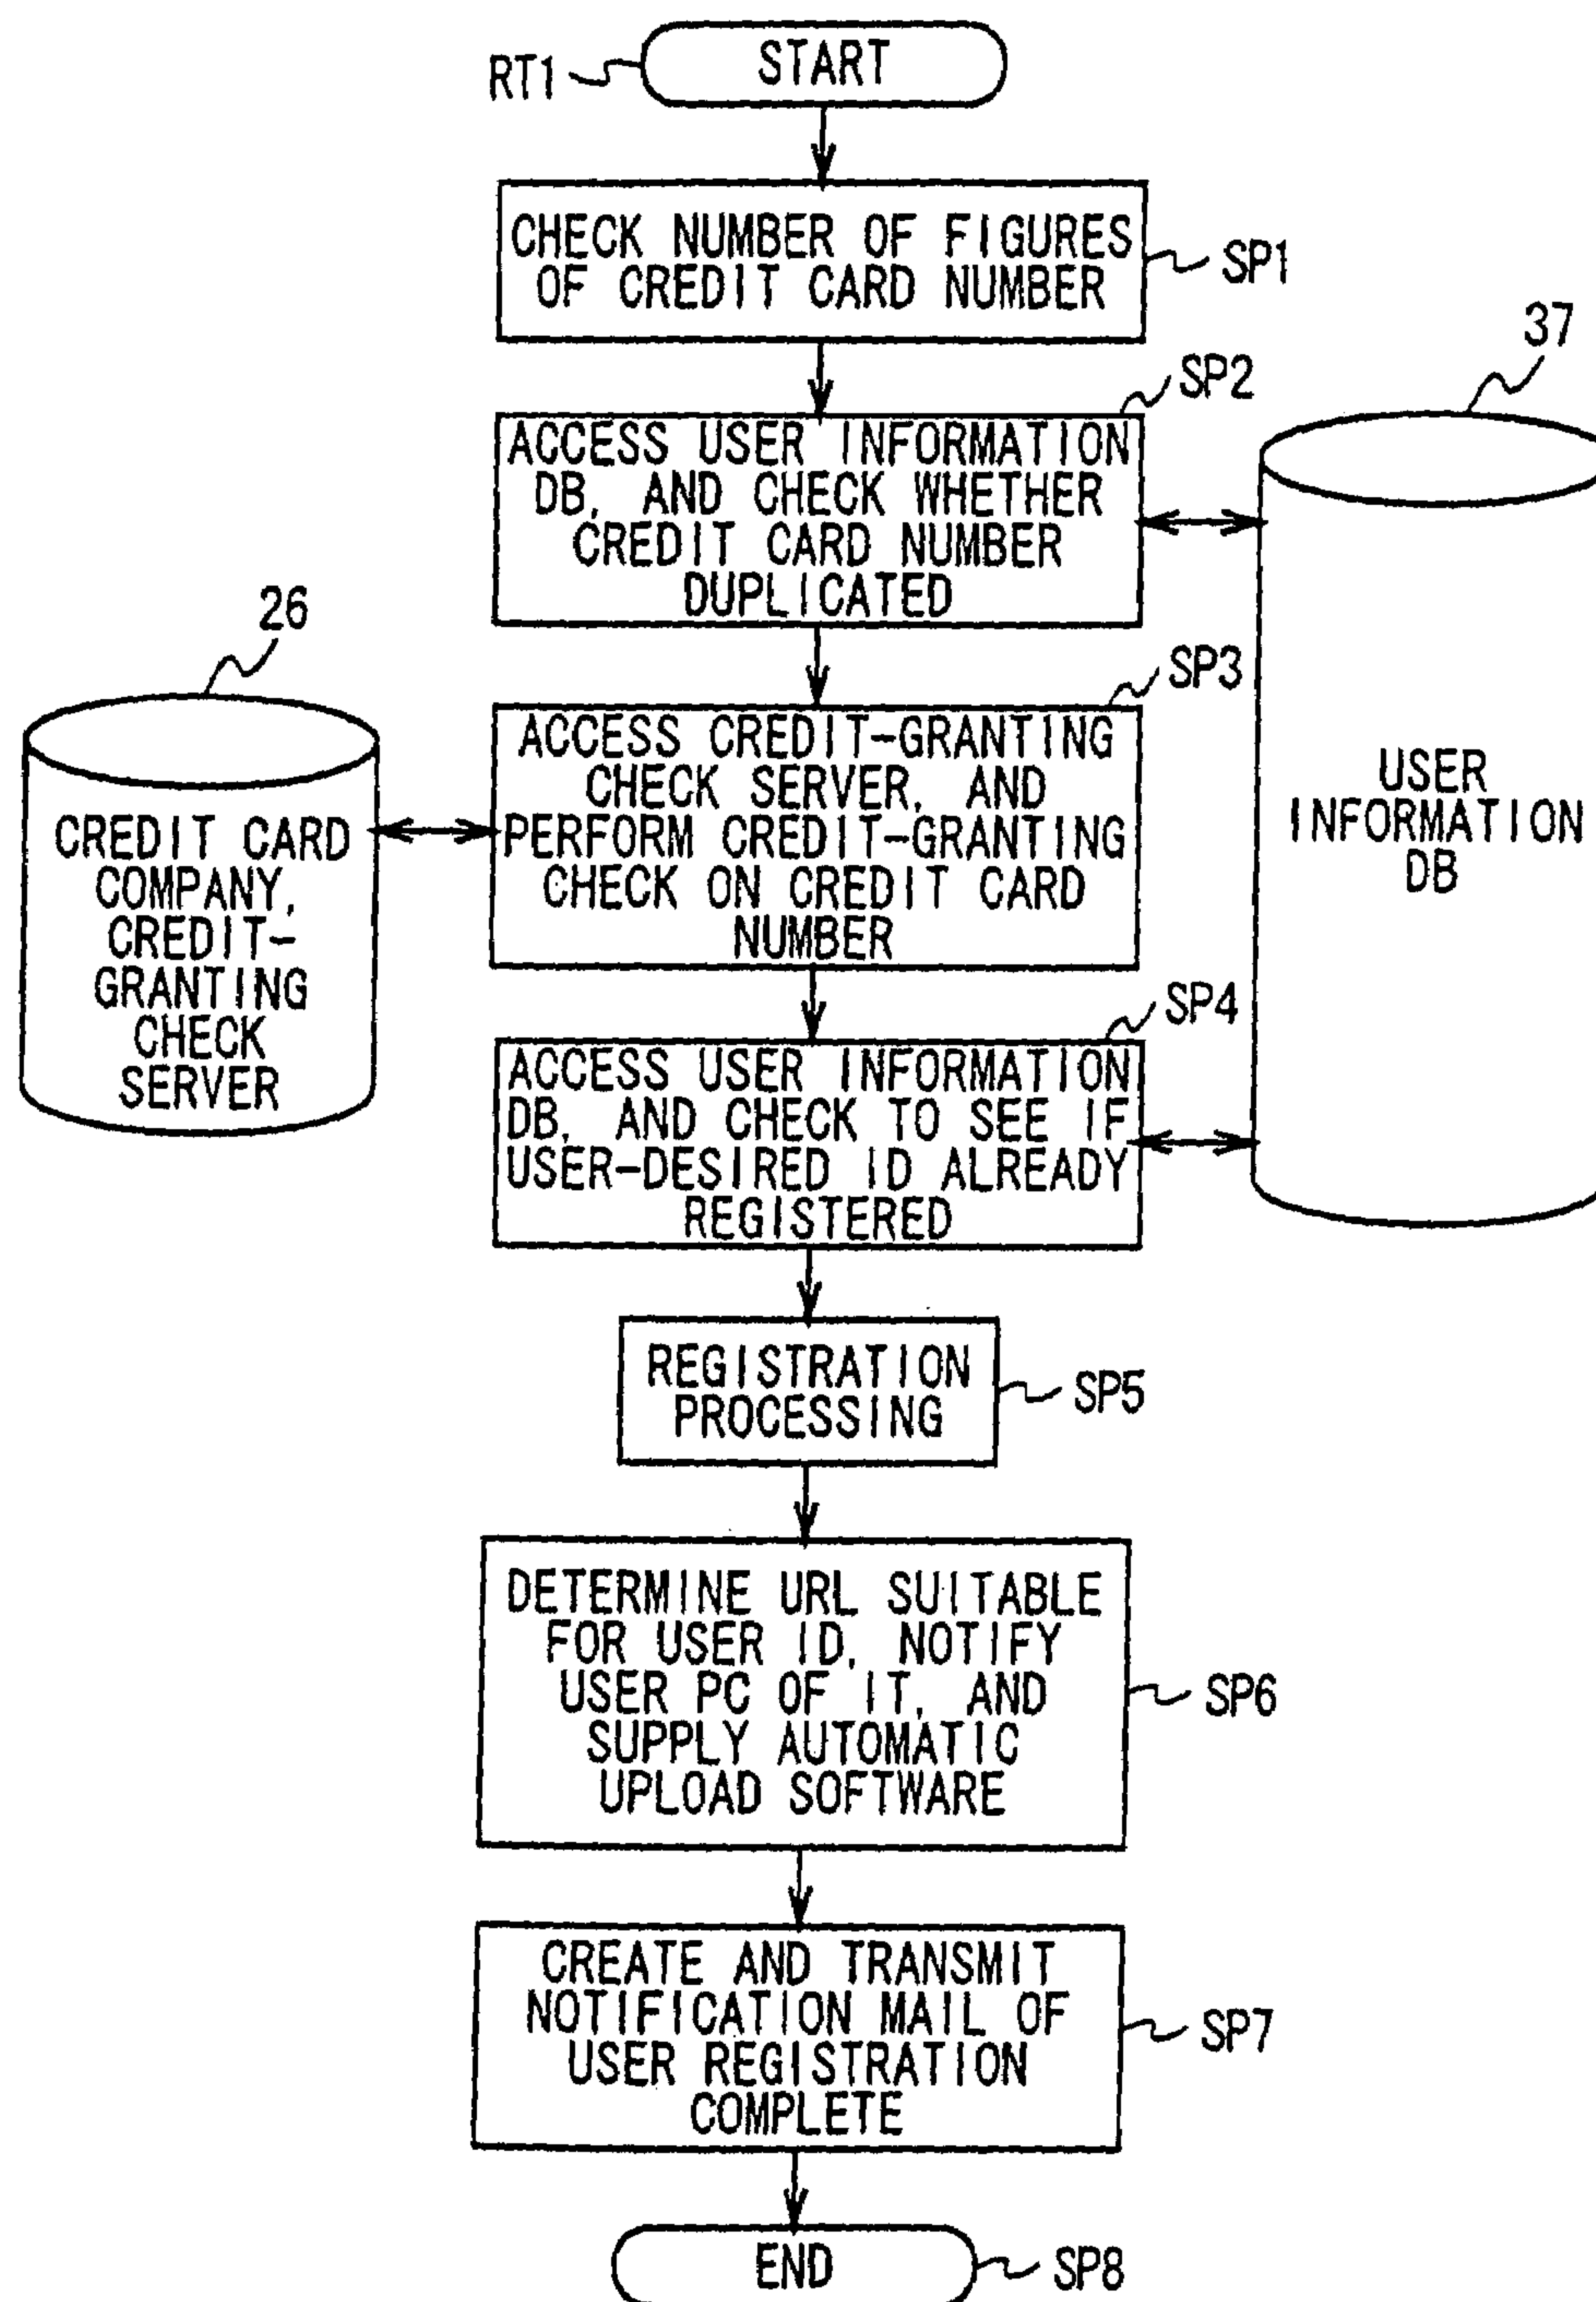 RT1
START
CHECK NUMBER OF FIGURES
OF CREDIT CARD NUMBER
SP1
37
SP2
ACCESS USER INFORMATION
DB, AND CHECK WHETHER
CREDIT CARD NUMBER
DUPLICATED
26
SP3
ACCESS CREDIT-GRANTING
CHECK SERVER, AND
PERFORM CREDIT-GRANTING
CHECK ON CREDIT CARD
NUMBER
USER
INFORMATION
DB
CREDIT CARD
COMPANY,
CREDIT-
GRANTING
CHECK
SERVER
SP4
ACCESS USER INFORMATION
DB, AND CHECK TO SEE IF
USER-DESIRED ID ALREADY
REGISTERED
REGISTRATION
PROCESSING
SP5
DETERMINE URL SUITABLE
FOR USER ID, NOTIFY
USER PC OF IT, AND
SUPPLY AUTOMATIC
UPLOAD SOFTWARE
SP6
CREATE AND TRANSMIT
NOTIFICATION MAIL OF
USER REGISTRATION
COMPLETE
SP7
END
SP8